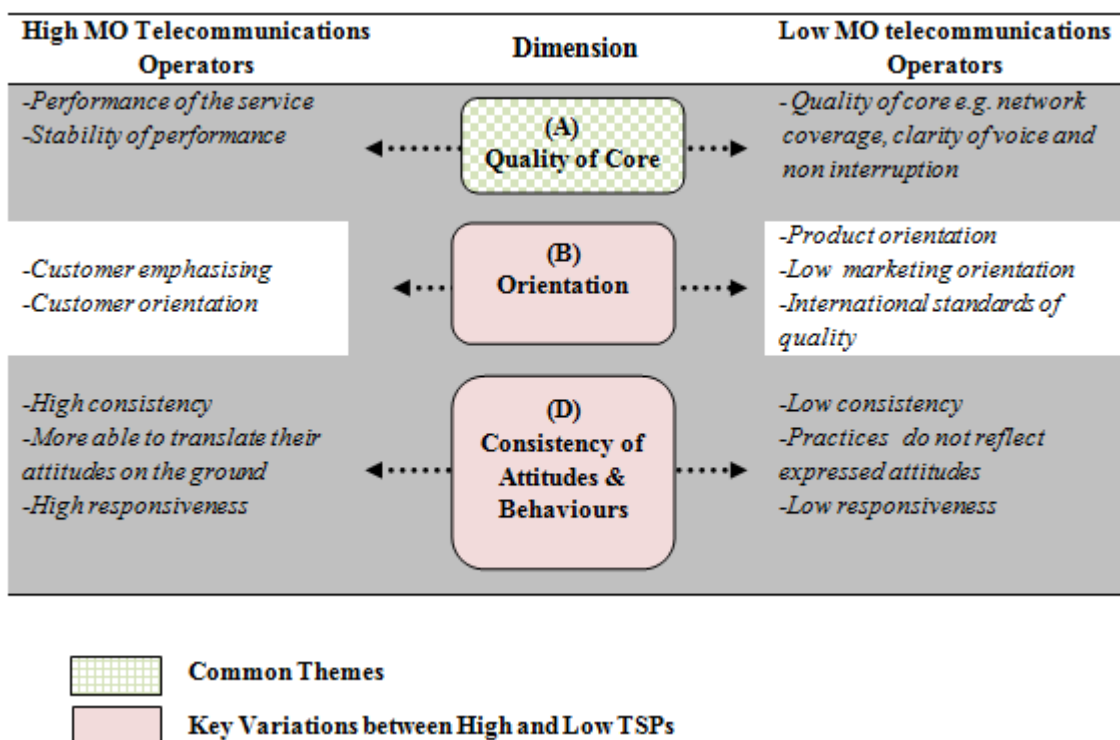 High MO Telecommunications
Operators
Dimension
Low MO telecommunications
Operators
-Performance of the service
-Stability of performance
(A)
Quality of Core
- Quality of core e.g. network
coverage, clarity of voice and
non interruption
-Customer emphasising
-Customer orientation
(B)
Orientation
-Product orientation
-Low marketing orientation
-International standards of
quality
-High consistency
-More able to translate their
attitudes on the ground
-High responsiveness
(D)
Consistency of
Attitudes &
Behaviours
-Low consistency
-Practices do not reflect
expressed attitudes
-Low responsiveness
Common Themes
Key Variations between High and Low TSPs